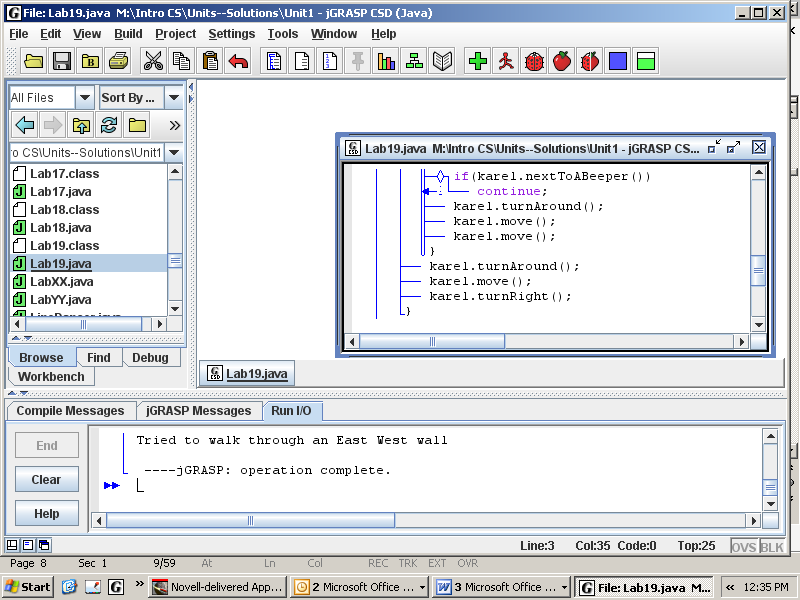 File: Lab19.java M:\Intro CS\Units--Solutions\Unit1 - jGRASP CSD (Java)
File Edit View Build Project Settings Tools Window Help
All Files Sort By ...
ro CS\Units--Solutions\Unit1
Lab17.class
Lab17.java
Lab18.class
Lab18.java
Lab19.class
Lab19.java
LabXX.java
LabYY.java
LineDancer.java
Browse Find Debug
Workbench
Lab19.java M:\Intro CS\Units--Solutions\Unit1 - jGRASP CS...
if(karel.nextToABeeper())
continue;
karel.turnAround();
karel.move();
karel.move();
}
karel.turnAround();
karel.move();
karel.turnRight();
}
Lab19.java
Compile Messages jGRASP Messages Run I/O
End
Clear
Help
Tried to walk through an East West wall
----jGRASP: operation complete.
Line:3 Col:35 Code:0 Top:25 OVS BLK
Page 8 Sec 1 9/59 At Ln Col REC TRK EXT OVR
Start » Novell-delivered App... 2 Microsoft Office ... 3 Microsoft Office ... File: Lab19.java M... « 12:35 PM